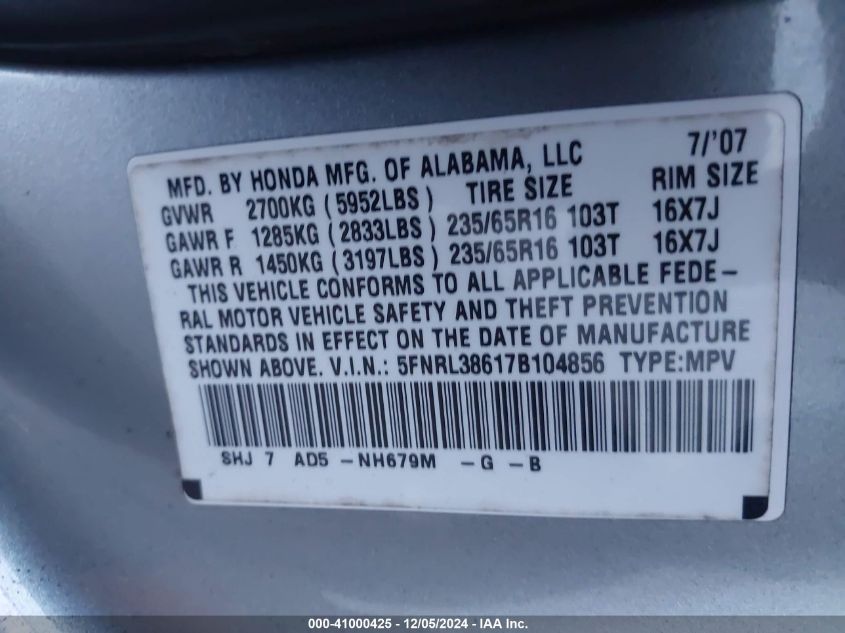 MFD. BY HONDA MFG. OF ALABAMA, LLC 7/'07
GVWR 2700KG (5952LBS) TIRE SIZE RIM SIZE
GAWR F 1285KG (2833LBS) 235/65R16 103T 16X7J
GAWR R 1450KG (3197LBS) 235/65R16 103T 16X7J
THIS VEHICLE CONFORMS TO ALL APPLICABLE FEDE-
RAL MOTOR VEHICLE SAFETY AND THEFT PREVENTION
STANDARDS IN EFFECT ON THE DATE OF MANUFACTURE
SHOWN ABOVE. V.I.N.: 5FNRL38617B104856 TYPE:MPV
SHJ 7 AD5 -NH679M -G -B
000-41000425 - 12/05/2024 - IAA Inc.